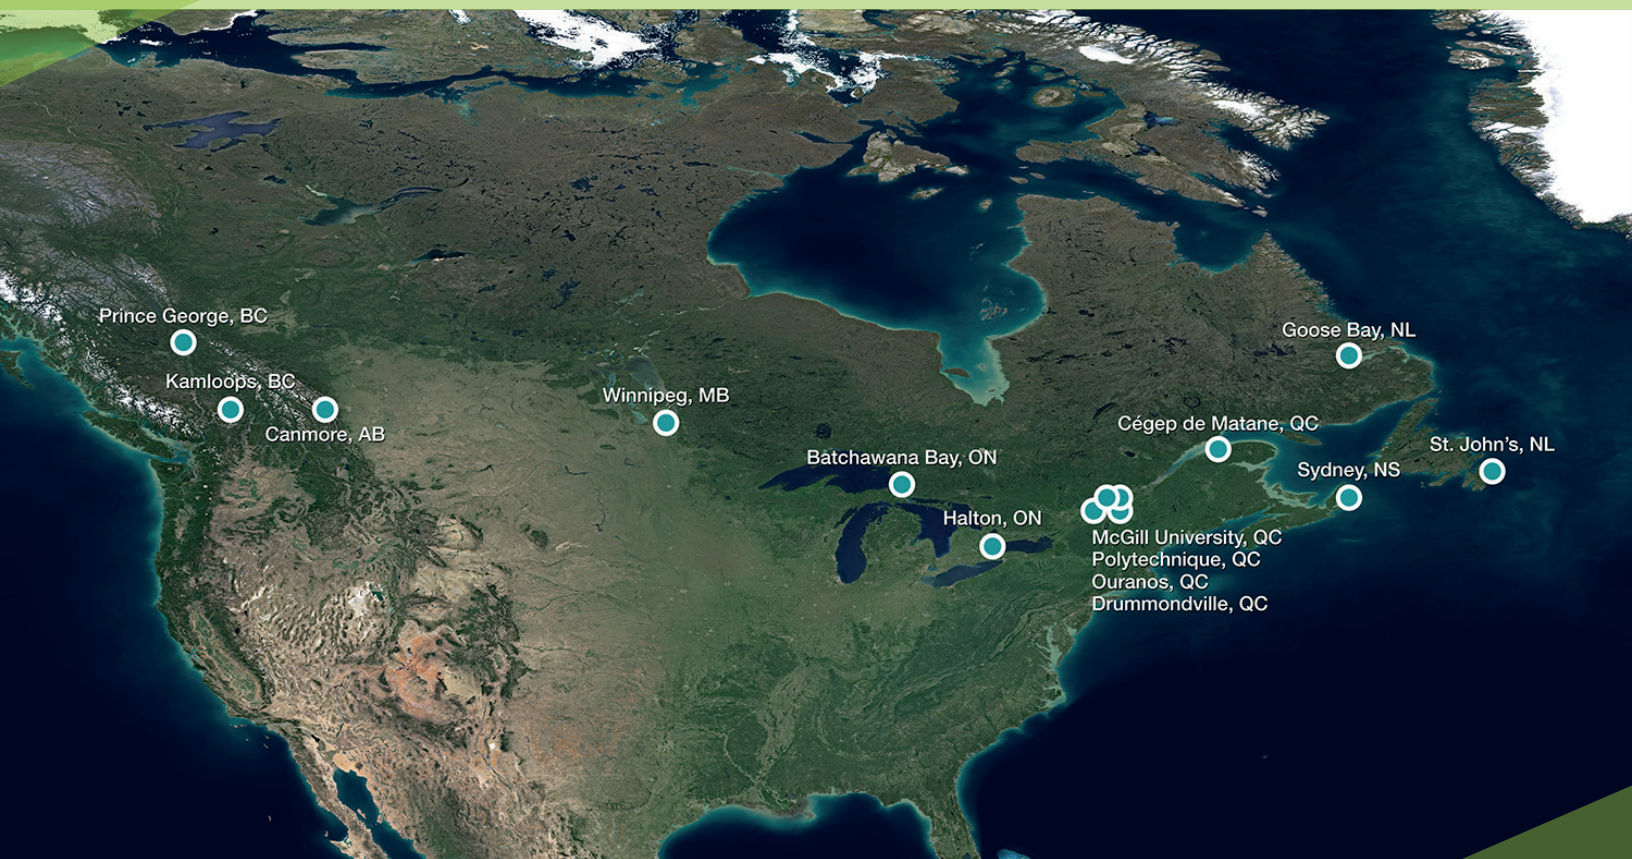 Prince George, BC
Goose Bay, NL
Kamloops, BC
Winnipeg, MB
Canmore, AB
Cégep de Matane, QC
St. John's, NL
Batchawana Bay, ON
Sydney, NS
Halton, ON
McGill University, QC
Polytechnique, QC
Ouranos, QC
Drummondville, QC